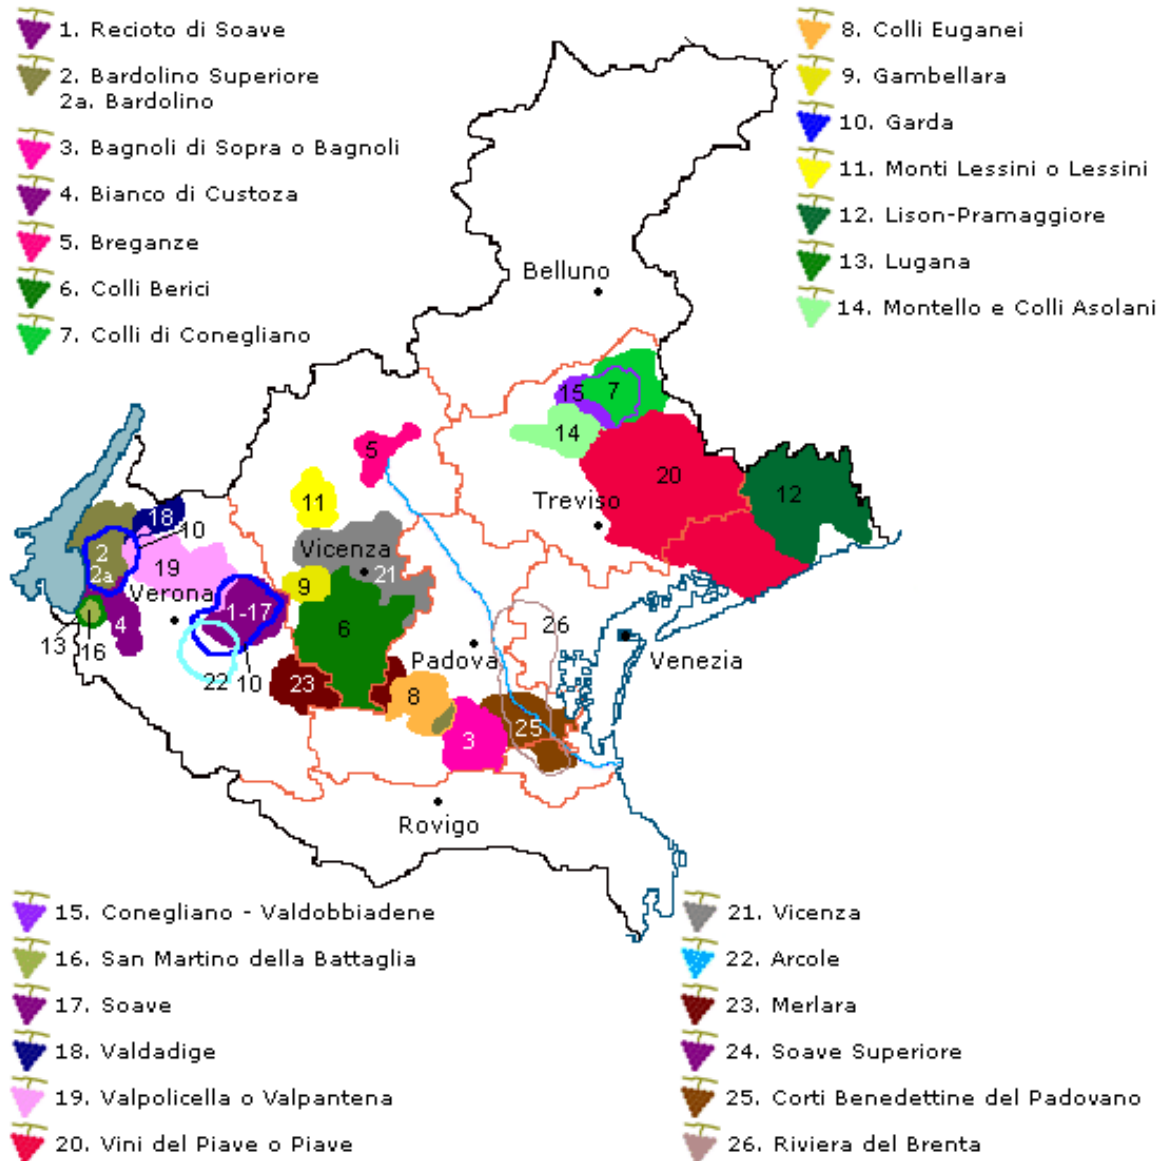 1. Recioto di Soave
2. Bardolino Superiore
2a. Bardolino
3. Bagnoli di Sopra o Bagnoli
4. Bianco di Custoza
5. Breganze
6. Colli Berici
7. Colli di Conegliano
8. Colli Euganei
9. Gambellara
10. Garda
11. Monti Lessini o Lessini
12. Lison-Pramaggiore
13. Lugana
14. Montello e Colli Asolani
Belluno
15
7
14
5
20
12
11
Treviso
18
10
Vicenza
2
2a
19
21
9
Verona
1-17
4
6
26
13
16
Padova
Venezia
22
10
23
8
25
3
Rovigo
15. Conegliano - Valdobbiadene
16. San Martino della Battaglia
17. Soave
18. Valdadige
19. Valpolicella o Valpantena
20. Vini del Piave o Piave
21. Vicenza
22. Arcole
23. Merlara
24. Soave Superiore
25. Corti Benedettine del Padovano
26. Riviera del Brenta